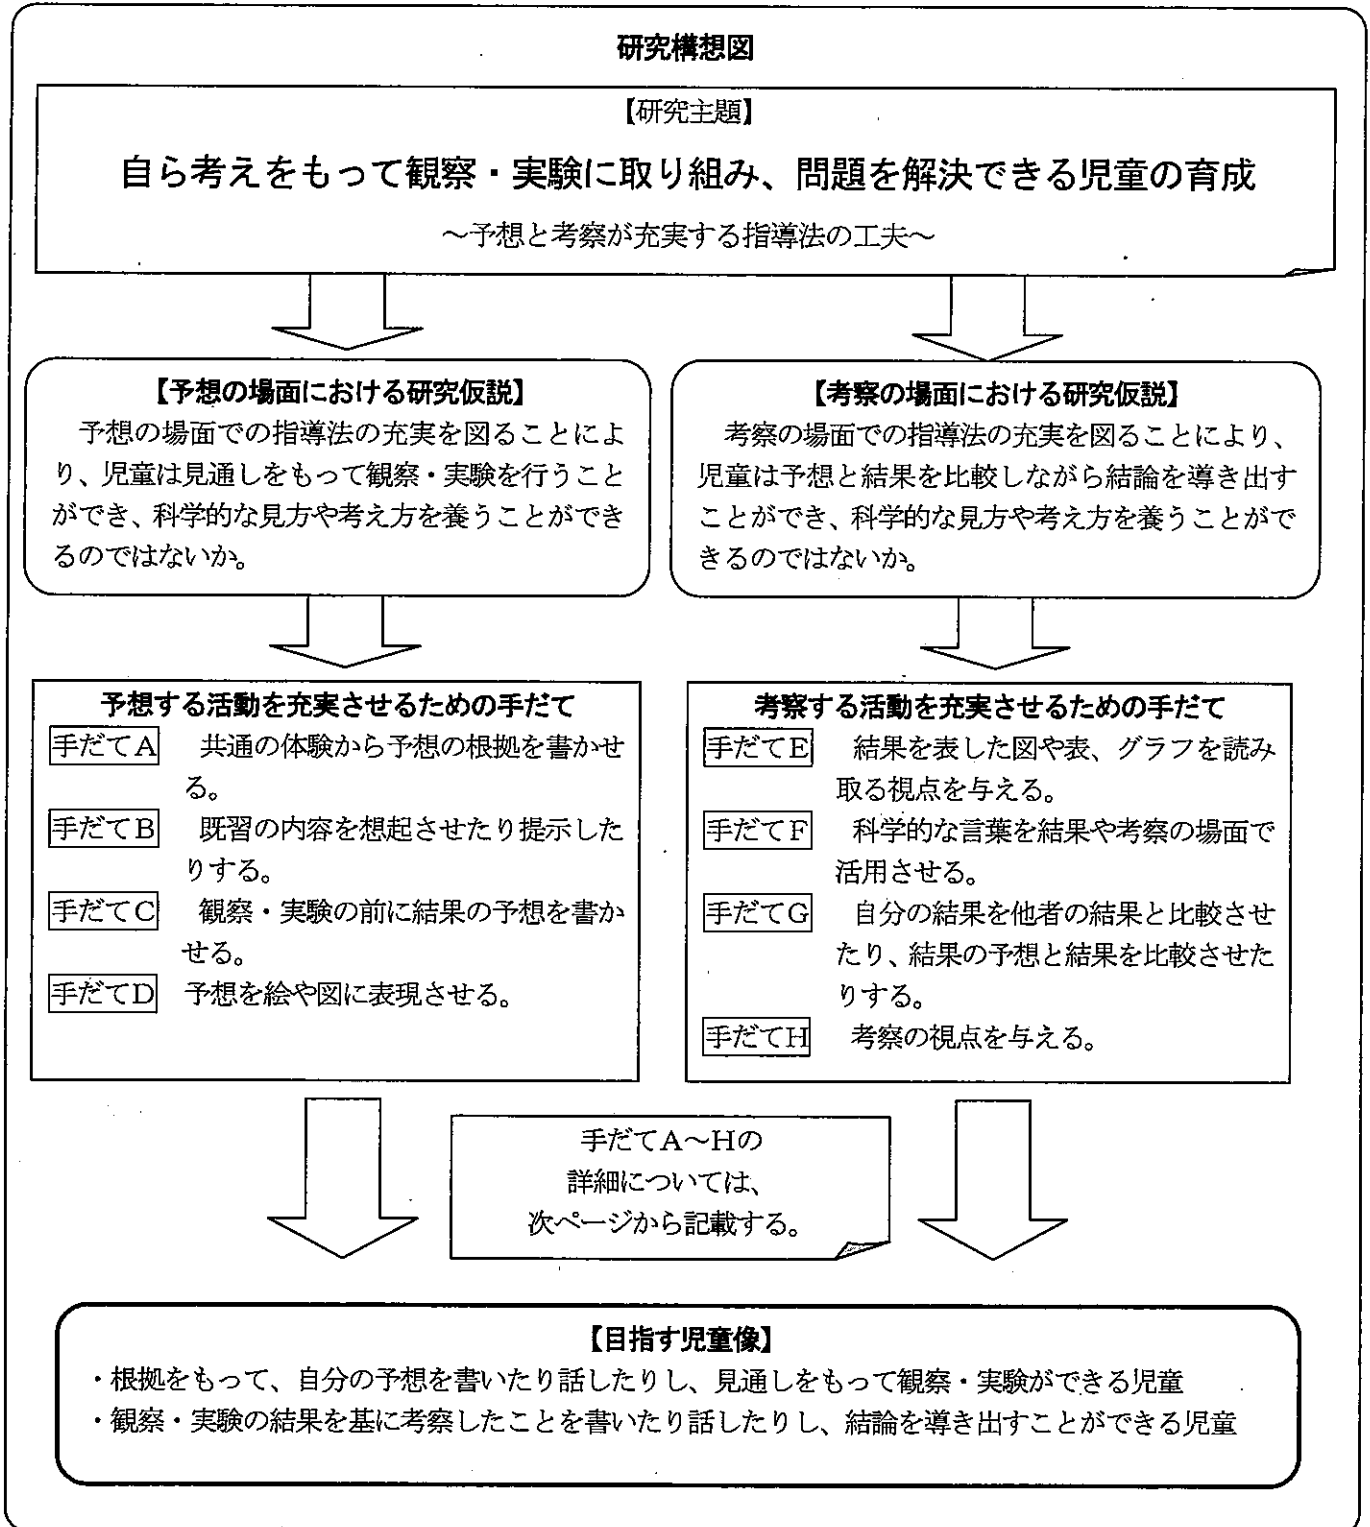 研究構想図
【研究主題】
自ら考えをもって観察・実験に取り組み、問題を解決できる児童の育成
～予想と考察が充実する指導法の工夫～
【予想の場面における研究仮説】
予想の場面での指導法の充実を図ることによ
り、児童は見通しをもって観察・実験を行うこと
ができ、科学的な見方や考え方を養うことができ
るのではないか。
【考察の場面における研究仮説】
考察の場面での指導法の充実を図ることにより、
児童は予想と結果を比較しながら結論を導き出す
ことができ、科学的な見方や考え方を養うことがで
きるのではないか。
予想する活動を充実させるための手だて
手だてA 共通の体験から予想の根拠を書かせ
る。
手だてB 既習の内容を想起させたり提示した
りする。
手だてC 観察・実験の前に結果の予想を書か
せる。
手だてD 予想を絵や図に表現させる。
考察する活動を充実させるための手だて
手だてE 結果を表した図や表、グラフを読み
取る視点を与える。
手だてF 科学的な言葉を結果や考察の場面で
活用させる。
手だてG 自分の結果を他者の結果と比較させ
たり、結果の予想と結果を比較させた
りする。
手だてH 考察の視点を与える。
手だてA～Hの
詳細については、
次ページから記載する。
【目指す児童像】
・根拠をもって、自分の予想を書いたり話したりし、見通しをもって観察・実験ができる児童
・観察・実験の結果を基に考察したことを書いたり話したりし、結論を導き出すことができる児童